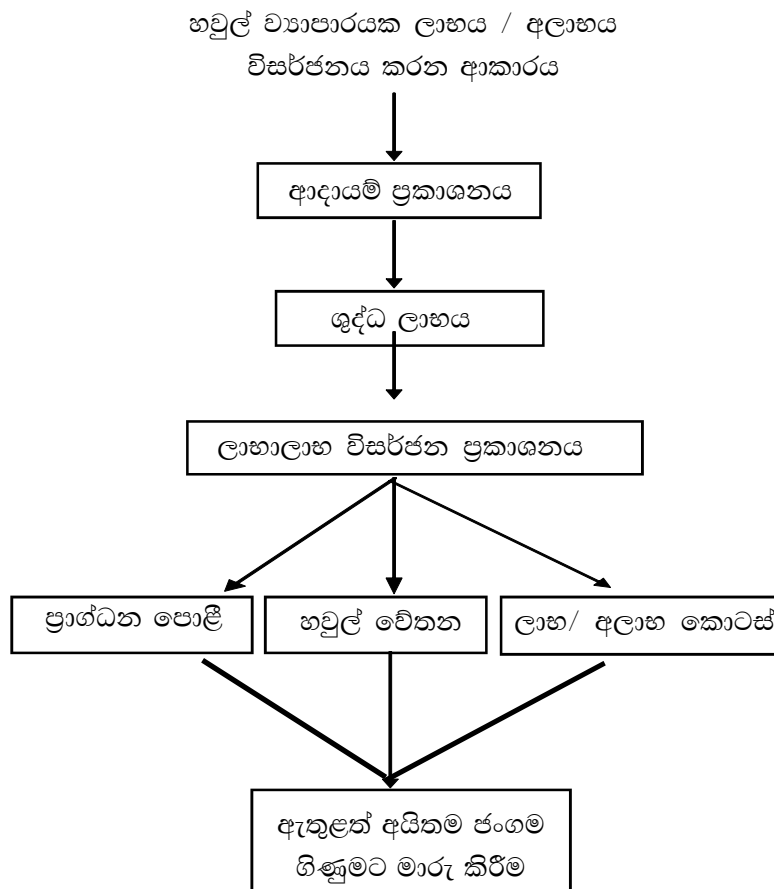 හවුල් ව්‍යාපාරයක ලාභය / අලාභය
විසර්ජනය කරන ආකාරය
ආදායම් ප්‍රකාශනය
ශුද්ධ ලාභය
ලාභාලාභ විසර්ජන ප්‍රකාශනය
ප්‍රාග්ධන පොළී
හවුල් වේතන
ලාභ/ අලාභ කොටස්
ඇතුළත් අයිතම ජංගම
ගිණුමට මාරු කිරීම